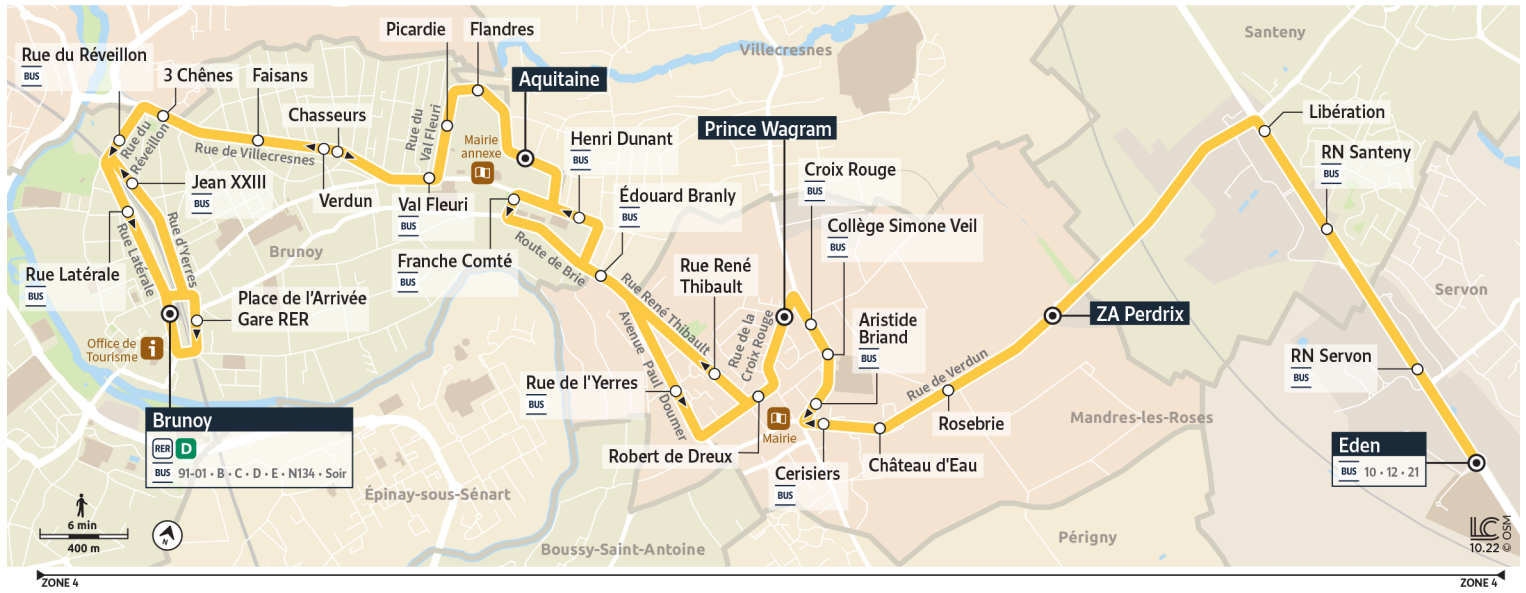 Rue du Réveillon
BUS
3 Chênes
Faisans
Chasseurs
Picardie
Flandres
Aquitaine
Villecresnes
Santeny
Libération
RN Santeny
BUS
Servon
Rue du
Réveillon
Rue de Villecresnes
Rue du
Val Fleuri
Mairie
annexe
Henri Dunant
BUS
Prince Wagram
Croix Rouge
BUS
Jean XXIII
BUS
Verdun
Val Fleuri
BUS
Édouard Branly
BUS
Collège Simone Veil
BUS
Rue Latérale
BUS
Rue Latérale
Rue d'Yerres
Brunoy
Franche Comté
BUS
Route de Brie
Rue René
Thibault
Rue René Thibault
Place de l'Arrivée
Gare RER
Office de
Tourisme
i
Avenue Paul Doumer
Rue de la
Croix Rouge
Aristide
Briand
BUS
ZA Perdrix
RN Servon
BUS
Rue de l'Yerres
BUS
Rue de Verdun
Rosebrie
Mandres-les-Roses
Brunoy
RER D
BUS 91-01 • B • C • D • E • N134 • Soir
Mairie
Robert de Dreux
Cerisiers
BUS
Château d'Eau
Eden
BUS 10 • 12 • 21
Épinay-sous-Sénart
Boussy-Saint-Antoine
Périgny
6 min
400 m
N
LC
10.22 © OSM
ZONE 4
ZONE 4